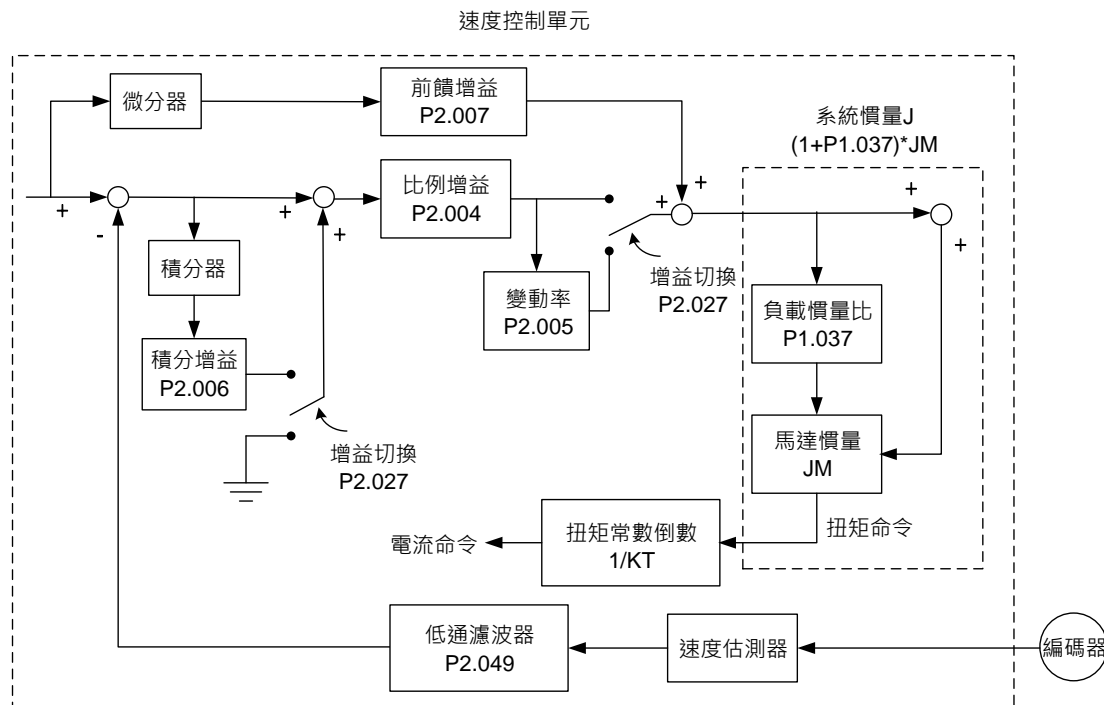 速度控制單元
微分器
前饋增益
P2.007
系統慣量J
(1+P1.037)*JM
+
-
+
+
比例增益
P2.004
+
+
+
+
積分器
變動率
P2.005
增益切換
P2.027
負載慣量比
P1.037
積分增益
P2.006
增益切換
P2.027
馬達慣量
JM
電流命令
扭矩常數倒數
1/KT
扭矩命令
低通濾波器
P2.049
速度估測器
編碼器